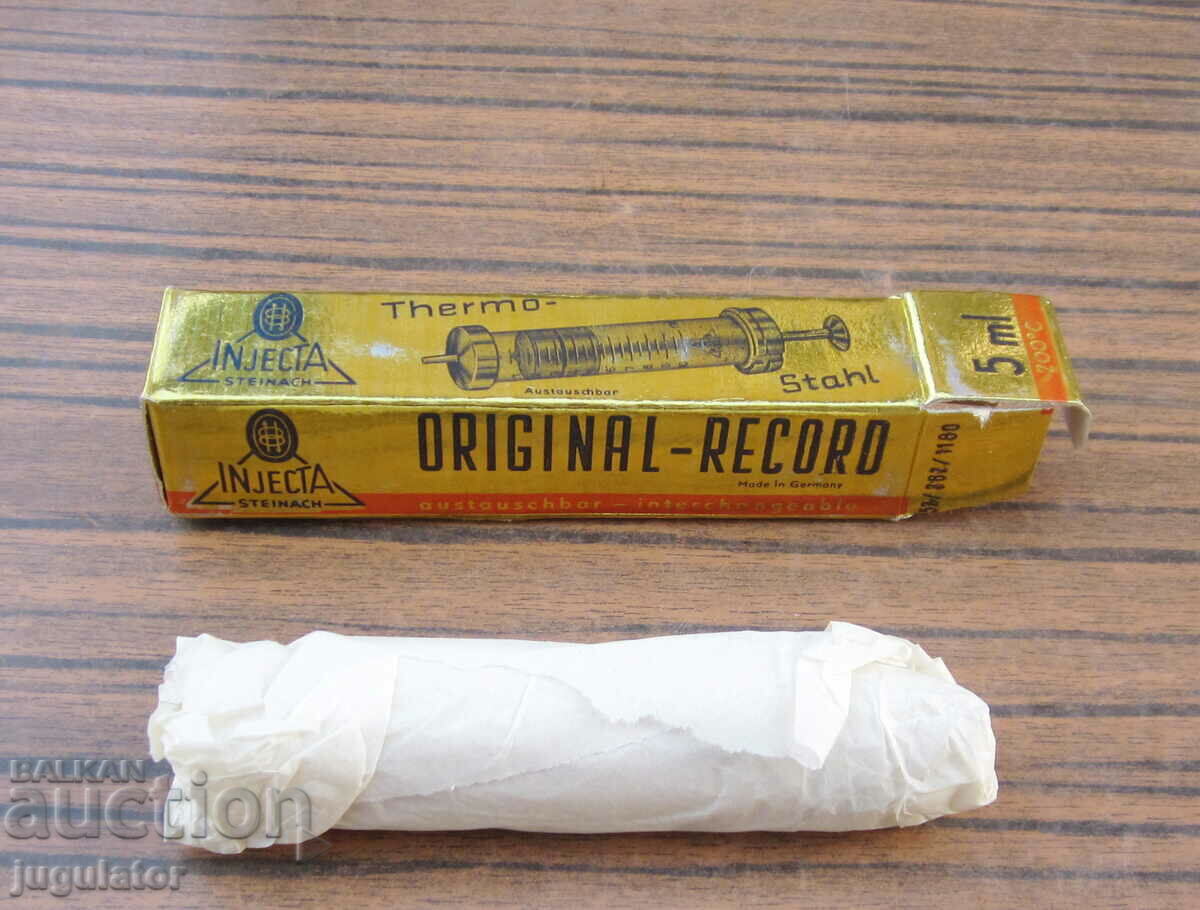 INJECTA
STEINACH
Thermo-
Stahl
Austauschbar
5 ml
200°C
INJECTA
STEINACH
ORIGINAL-RECORD
Made in Germany
austauschbar - interchangeable
BALKAN
auction
jugulator